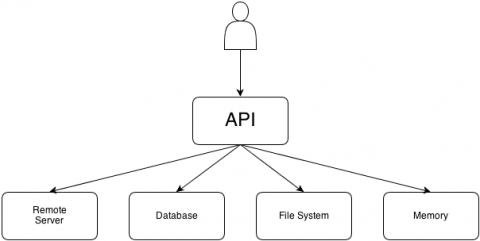 API
Remote
Server
Database
File System
Memory